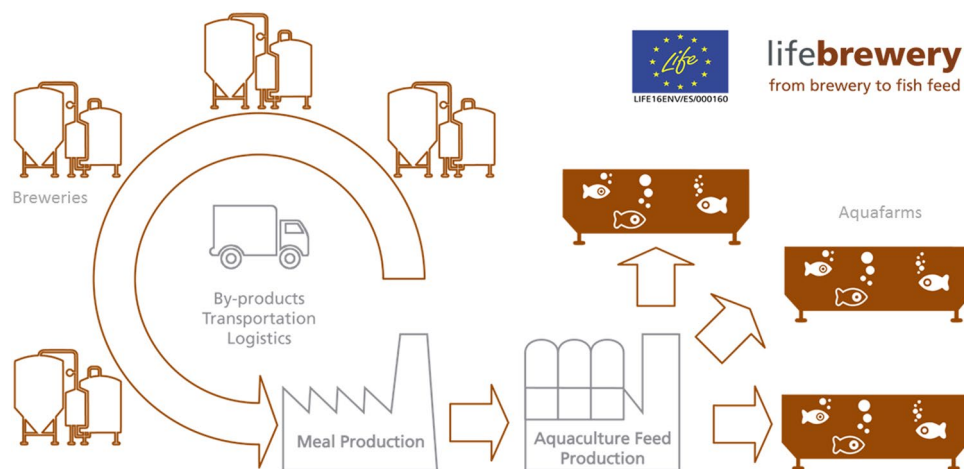 Life
LIFE16ENV/ES/000160
lifebrewery
from brewery to fish feed
Breweries
By-products
Transportation
Logistics
Aquafarms
Meal Production
Aquaculture Feed
Production